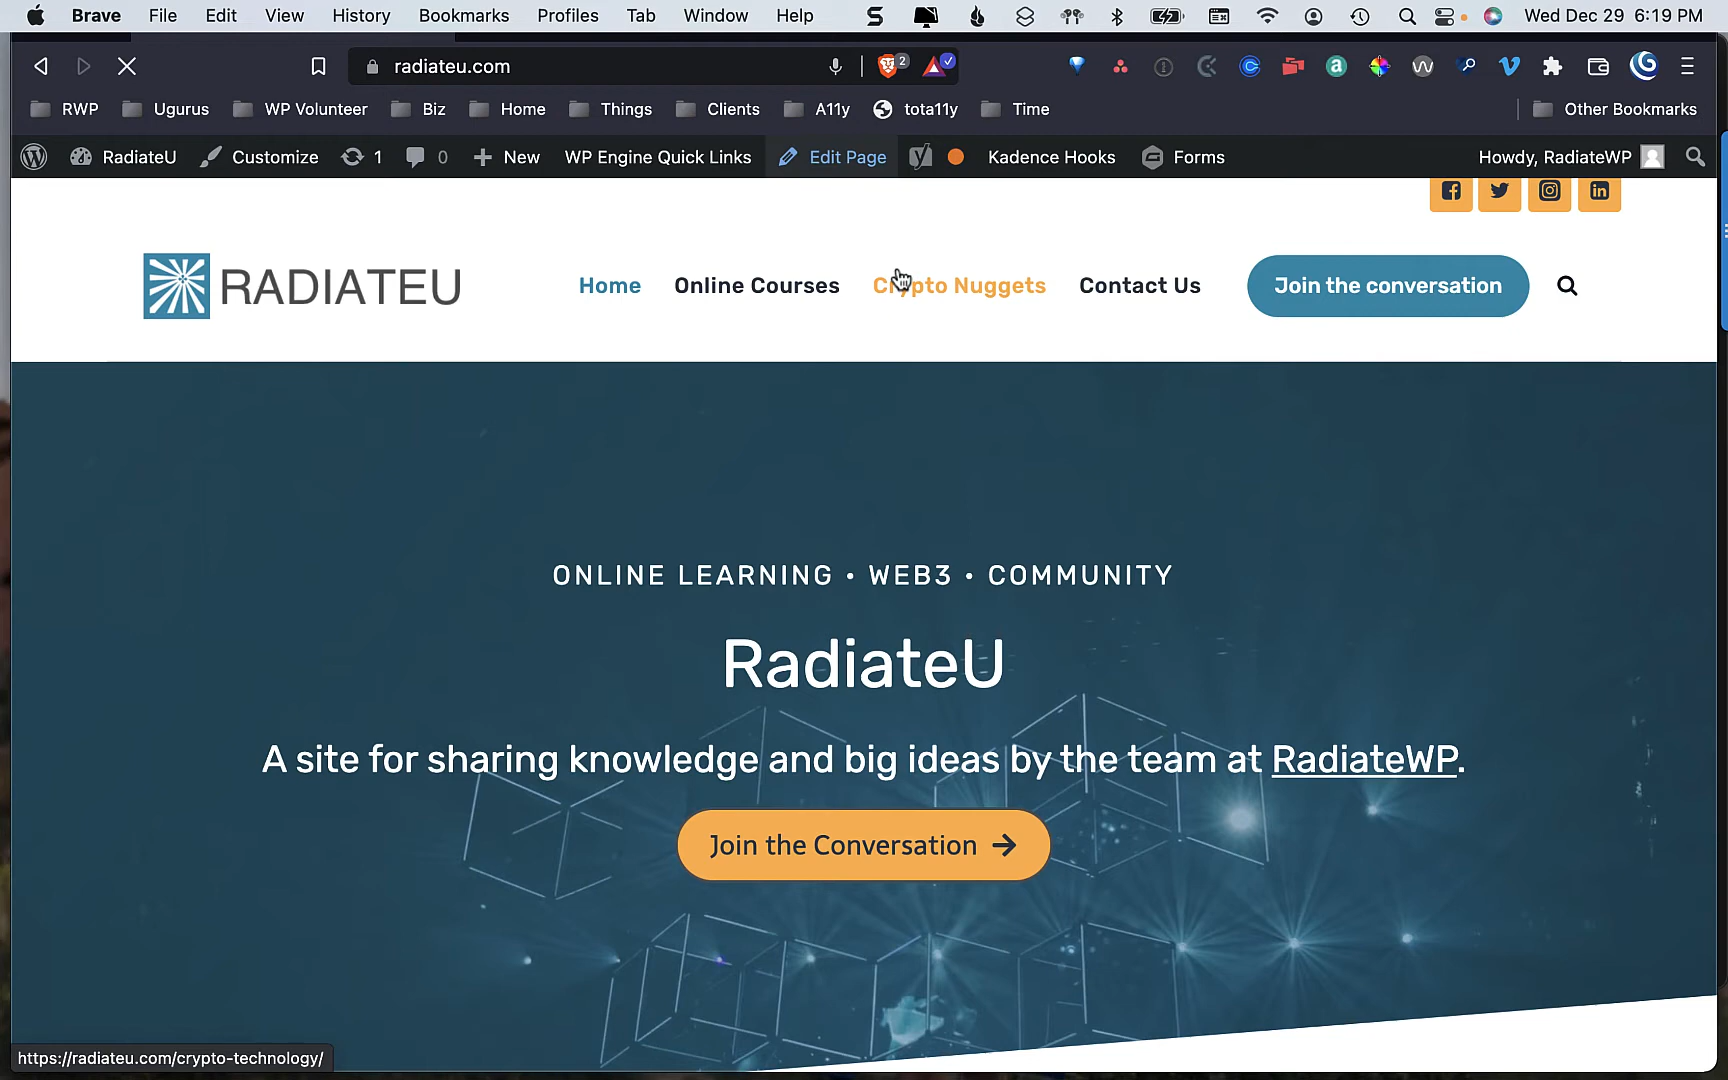 Brave File Edit View History Bookmarks Profiles Tab Window Help Wed Dec 29 6:19 PM
radiateu.com 2
RWP Ugurus WP Volunteer Biz Home Things Clients A11y tota11y Time Other Bookmarks
RadiateU Customize 1 0 New WP Engine Quick Links Edit Page Kadence Hooks Forms Howdy, RadiateWP
RADIATEU Home Online Courses Crypto Nuggets Contact Us Join the conversation
ONLINE LEARNING • WEB3 • COMMUNITY
RadiateU
A site for sharing knowledge and big ideas by the team at RadiateWP.
Join the Conversation
https://radiateu.com/crypto-technology/